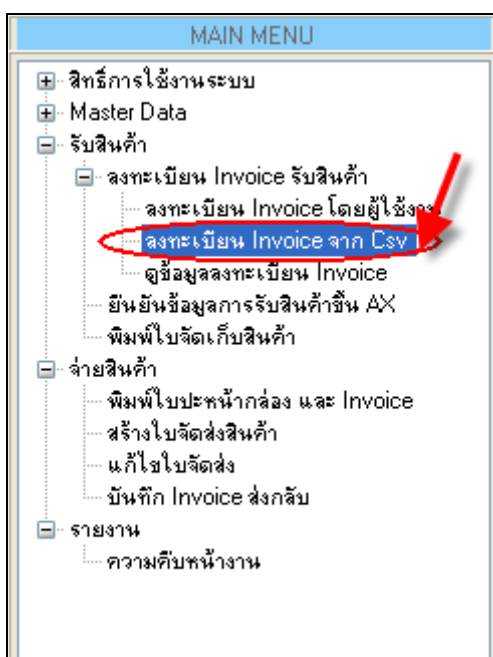 MAIN MENU
สิทธิ์การใช้งานระบบ
Master Data
รับสินค้า
ลงทะเบียน Invoice รับสินค้า
ลงทะเบียน Invoice โดยผู้ใช้งาน
ลงทะเบียน Invoice จาก Csv
ดูข้อมูลลงทะเบียน Invoice
ยืนยันข้อมูลการรับสินค้าขึ้น AX
พิมพ์ใบจัดเก็บสินค้า
จ่ายสินค้า
พิมพ์ใบปะหน้ากล่อง และ Invoice
สร้างใบจัดส่งสินค้า
แก้ไขใบจัดส่ง
บันทึก Invoice ส่งกลับ
รายงาน
ความคืบหน้างาน